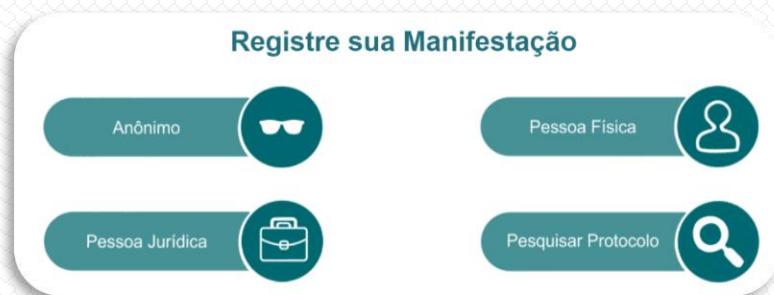 Registre sua Manifestação
Anônimo
Pessoa Física
Pessoa Jurídica
Pesquisar Protocolo